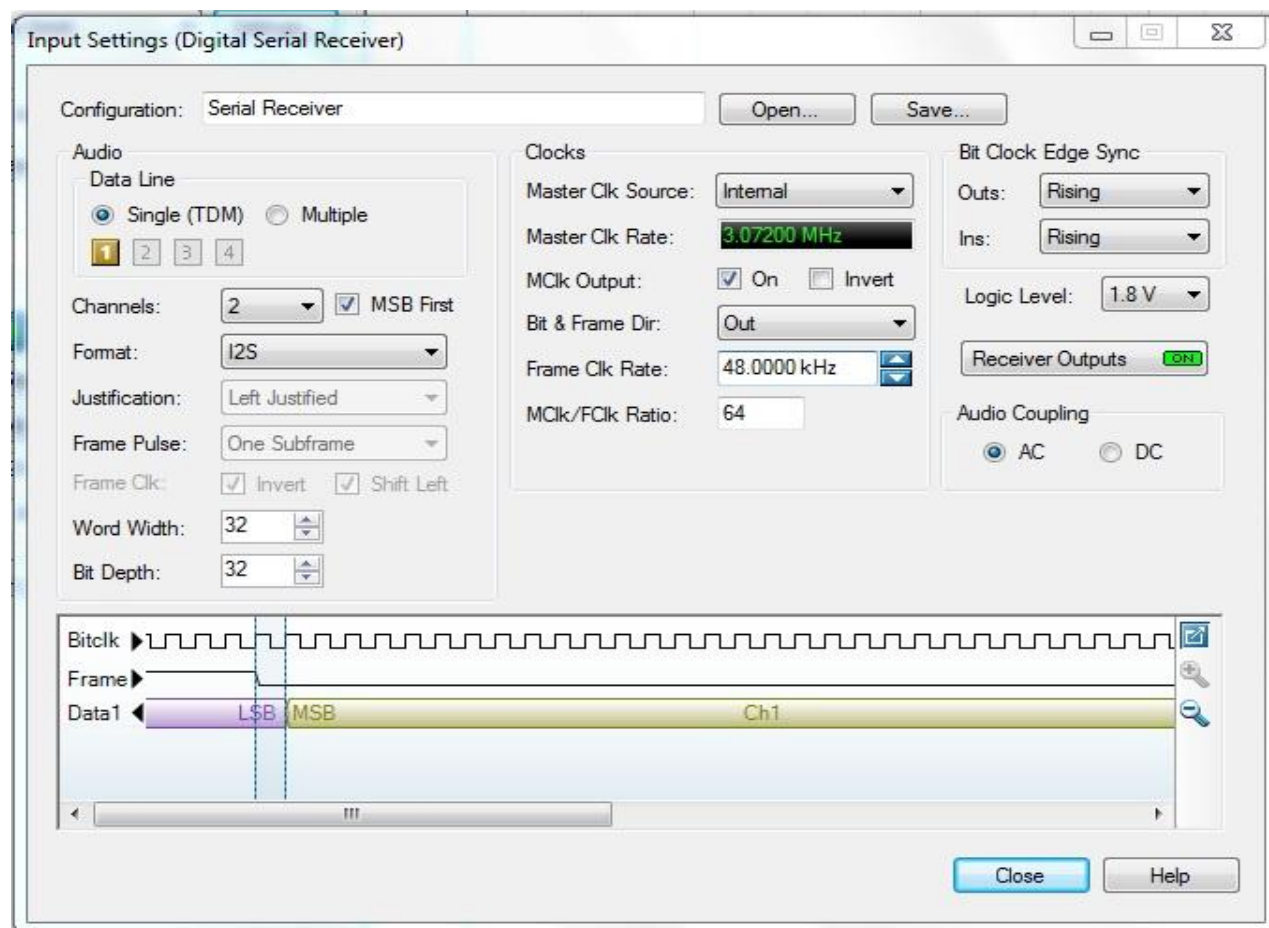 Input Settings (Digital Serial Receiver)
Configuration: Serial Receiver Open... Save...
Audio
Data Line
Single (TDM) Multiple
1 2 3 4
Channels: 2 MSB First
Format: I2S
Justification: Left Justified
Frame Pulse: One Subframe
Frame Clk: Invert Shift Left
Word Width: 32
Bit Depth: 32
Clocks
Master Clk Source: Internal
Master Clk Rate: 3.07200 MHz
MClk Output: On Invert
Bit & Frame Dir: Out
Frame Clk Rate: 48.0000 kHz
MClk/FClk Ratio: 64
Bit Clock Edge Sync
Outs: Rising
Ins: Rising
Logic Level: 1.8 V
Receiver Outputs ON
Audio Coupling
AC DC
Bitclk
Frame
Data1 LSB MSB Ch1
Close Help